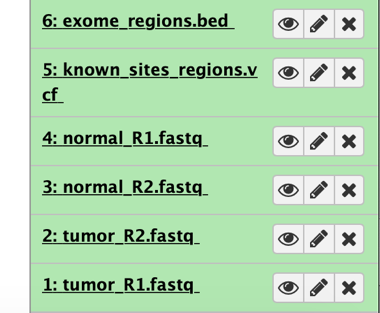 6: exome_regions.bed
5: known_sites_regions.v
cf
4: normal_R1.fastq
3: normal_R2.fastq
2: tumor_R2.fastq
1: tumor_R1.fastq